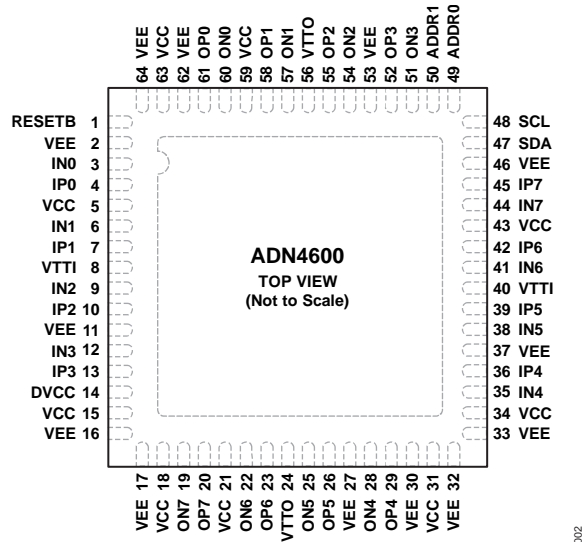 64 VEE
63 VCC
62 VEE
61 OP0
60 ON0
59 VCC
58 OP1
57 ON1
56 VTTO
55 OP2
54 ON2
53 VEE
52 OP3
51 ON3
50 ADDR1
49 ADDR0
RESETB 1
VEE 2
IN0 3
IP0 4
VCC 5
IN1 6
IP1 7
VTTI 8
IN2 9
IP2 10
VEE 11
IN3 12
IP3 13
DVCC 14
VCC 15
VEE 16
ADN4600
TOP VIEW
(Not to Scale)
48 SCL
47 SDA
46 VEE
45 IP7
44 IN7
43 VCC
42 IP6
41 IN6
40 VTTI
39 IP5
38 IN5
37 VEE
36 IP4
35 IN4
34 VCC
33 VEE
VEE 17
VCC 18
ON7 19
OP7 20
VCC 21
ON6 22
OP6 23
VTTO 24
ON5 25
OP5 26
VEE 27
ON4 28
OP4 29
VEE 30
VCC 31
VEE 32
002